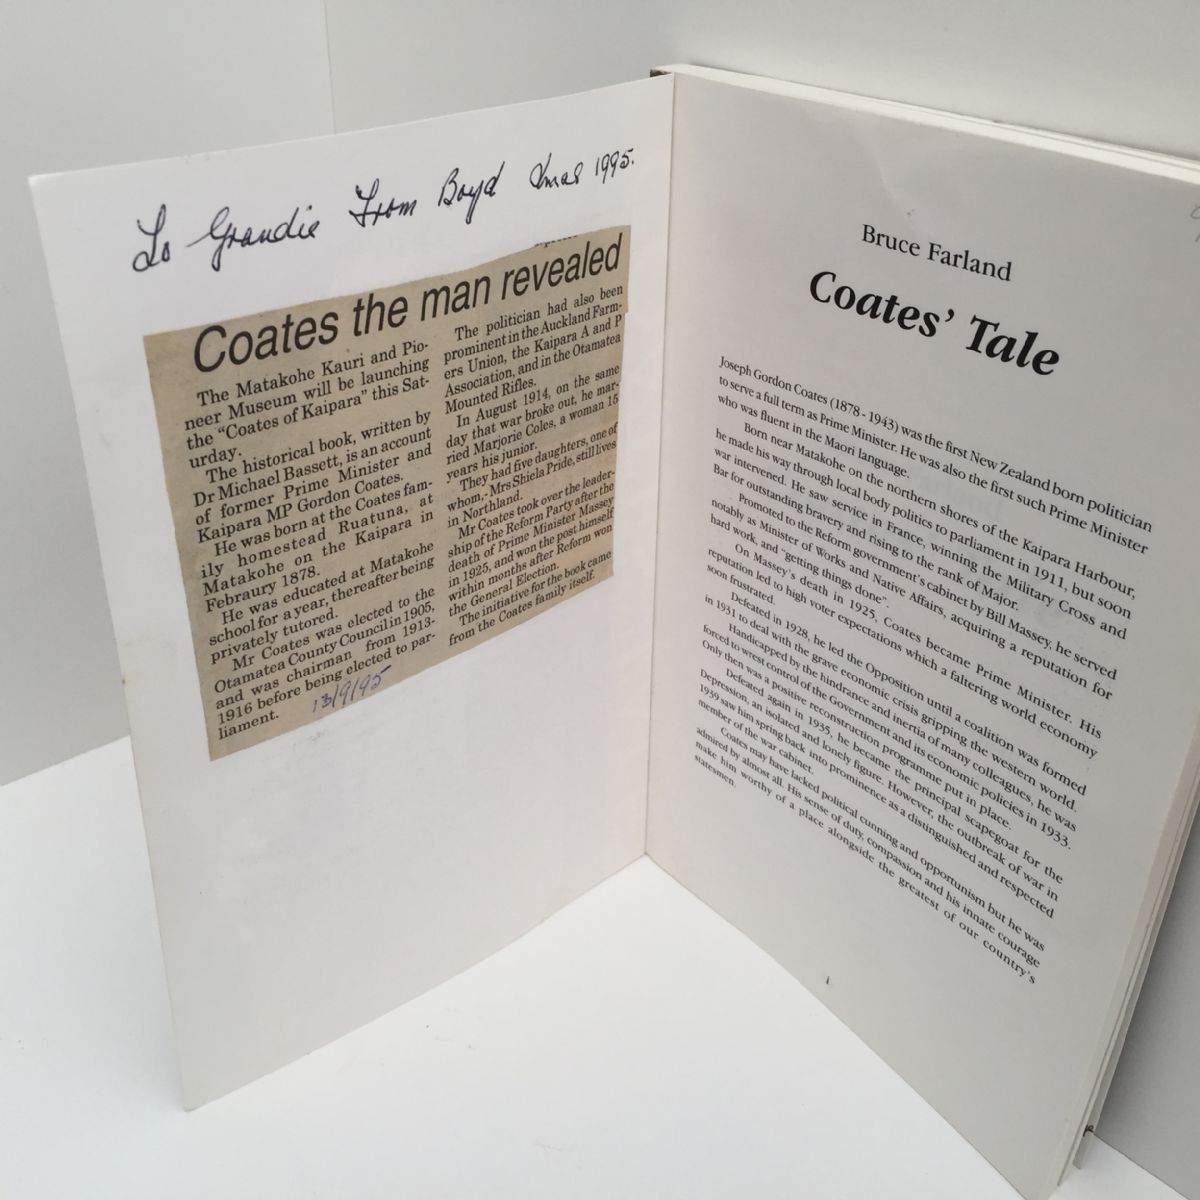 To Grandie From Boyd Xmas 1995.
Coates the man revealed
The Matakohe Kauri and Pio-
neer Museum will be launching
the "Coates of Kaipara" this Sat-
urday.
The historical book, written by
Dr Michael Bassett, is an account
of former Prime Minister and
Kaipara MP Gordon Coates.
He was born at the Coates fam-
ily homestead Ruatuna, at
Matakohe on the Kaipara in
Febraury 1878.
He was educated at Matakohe
school for a year, thereafter being
privately tutored.
Mr Coates was elected to the
Otamatea County Council in 1905,
and was chairman from 1913-
1916 before being elected to par-
liament.
The politician had also been
prominent in the Auckland Farm-
ers Union, the Kaipara A and P
Association, and in the Otamatea
Mounted Rifles.
In August 1914, on the same
day that war broke out, he mar-
ried Marjorie Coles, a woman 15
years his junior.
They had five daughters, one of
whom,- Mrs Shiela Pride, still lives
in Northland.
Mr Coates took over the leader-
ship of the Reform Party after the
death of Prime Minister Massey
in 1925, and won the post himself
within months after Reform won
the General Election.
The initiative for the book came
from the Coates family itself.
13/9/95
Bruce Farland
Coates' Tale
Joseph Gordon Coates (1878 - 1943) was the first New Zealand born politician
to serve a full term as Prime Minister. He was also the first such Prime Minister
who was fluent in the Maori language.
Born near Matakohe on the northern shores of the Kaipara Harbour,
he made his way through local body politics to parliament in 1911, but soon
war intervened. He saw service in France, winning the Military Cross and
Bar for outstanding bravery and rising to the rank of Major.
Promoted to the Reform government's cabinet by Bill Massey, he served
notably as Minister of Works and Native Affairs, acquiring a reputation for
hard work, and "getting things done".
On Massey's death in 1925, Coates became Prime Minister. His
reputation led to high voter expectations which a faltering world economy
soon frustrated.
Defeated in 1928, he led the Opposition until a coalition was formed
in 1931 to deal with the grave economic crisis gripping the western world.
Handicapped by the hindrance and inertia of many colleagues, he was
forced to wrest control of the Government and its economic policies in 1933.
Only then was a positive reconstruction programme put in place.
Defeated again in 1935, he became the principal scapegoat for the
Depression, an isolated and lonely figure. However, the outbreak of war in
1939 saw him spring back into prominence as a distinguished and respected
member of the war cabinet.
Coates may have lacked political cunning and opportunism but he was
admired by almost all. His sense of duty, compassion and his innate courage
make him worthy of a place alongside the greatest of our country's
statesmen.
i